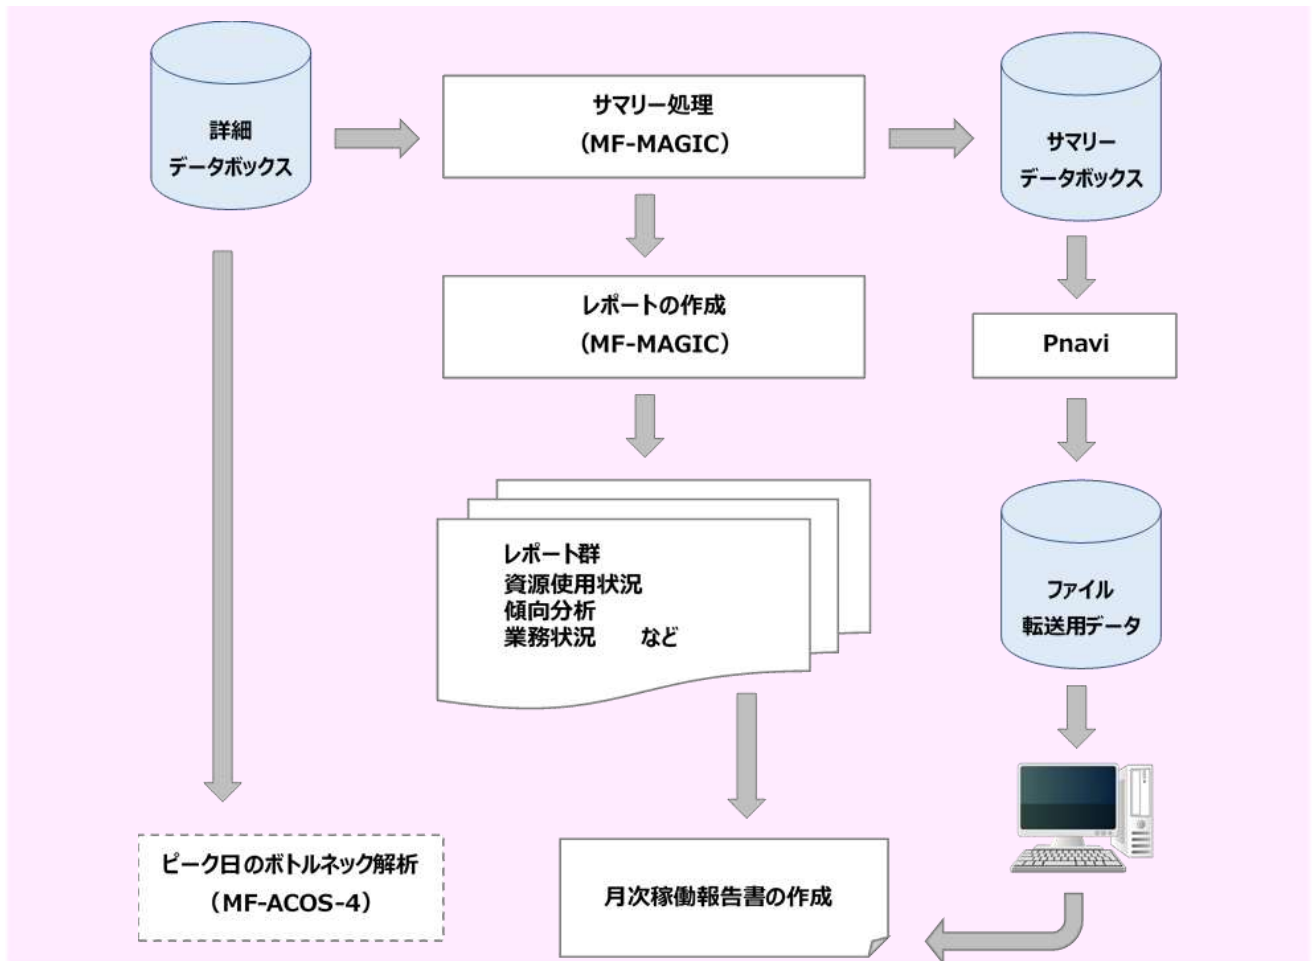 詳細
データボックス
サマリー処理
（MF-MAGIC）
サマリー
データボックス
レポートの作成
（MF-MAGIC）
Pnavi
レポート群
資源使用状況
傾向分析
業務状況　　など
ファイル
転送用データ
ピーク日のボトルネック解析
（MF-ACOS-4）
月次稼働報告書の作成